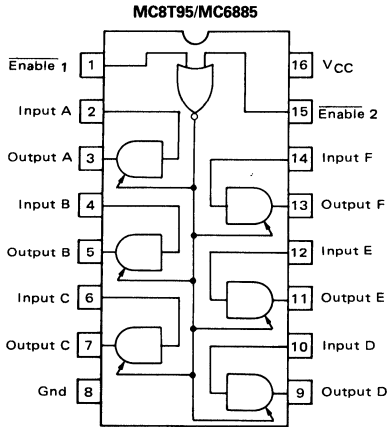 MC8T95/MC6885
Enable 1 1 16 VCC
Input A 2 15 Enable 2
Output A 3 14 Input F
Input B 4 13 Output F
Output B 5 12 Input E
Input C 6 11 Output E
Output C 7 10 Input D
Gnd 8 9 Output D